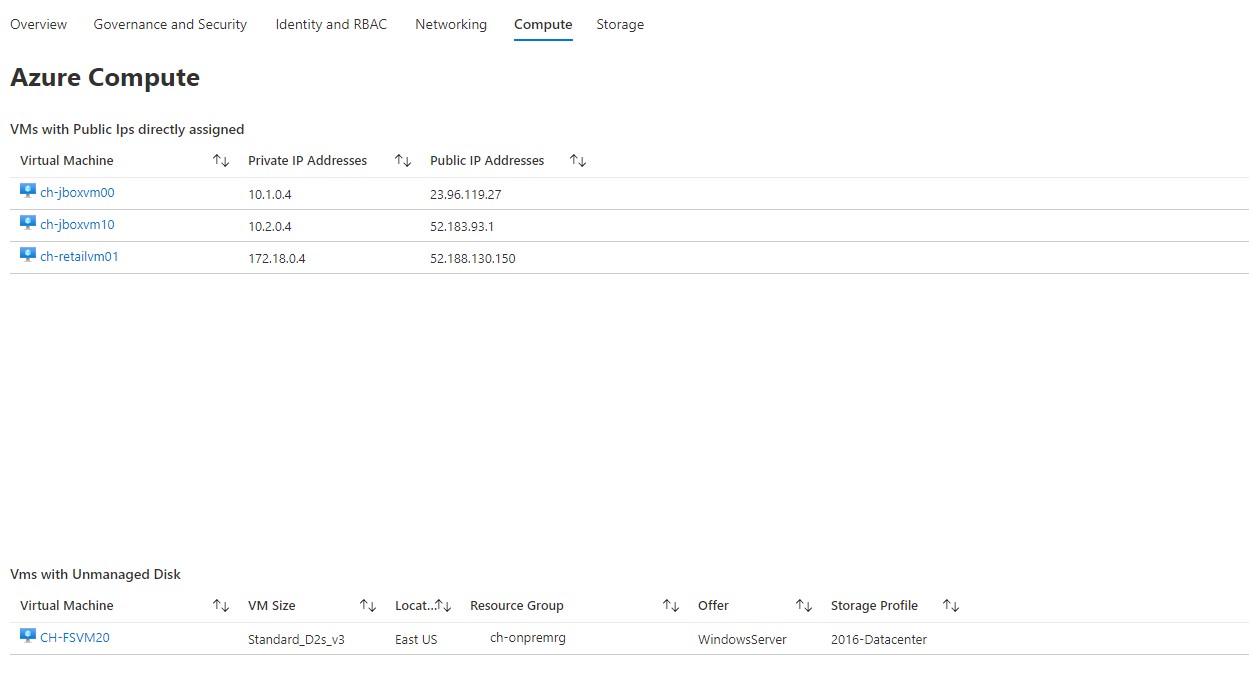 Overview Governance and Security Identity and RBAC Networking Compute Storage
Azure Compute
VMs with Public Ips directly assigned
Virtual Machine ↑↓ Private IP Addresses ↑↓ Public IP Addresses ↑↓
ch-jboxvm00 10.1.0.4 23.96.119.27
ch-jboxvm10 10.2.0.4 52.183.93.1
ch-retailvm01 172.18.0.4 52.188.130.150
Vms with Unmanaged Disk
Virtual Machine ↑↓ VM Size ↑↓ Locat...↑↓ Resource Group ↑↓ Offer ↑↓ Storage Profile ↑↓
CH-FSVM20 Standard_D2s_v3 East US ch-onpremrg WindowsServer 2016-Datacenter